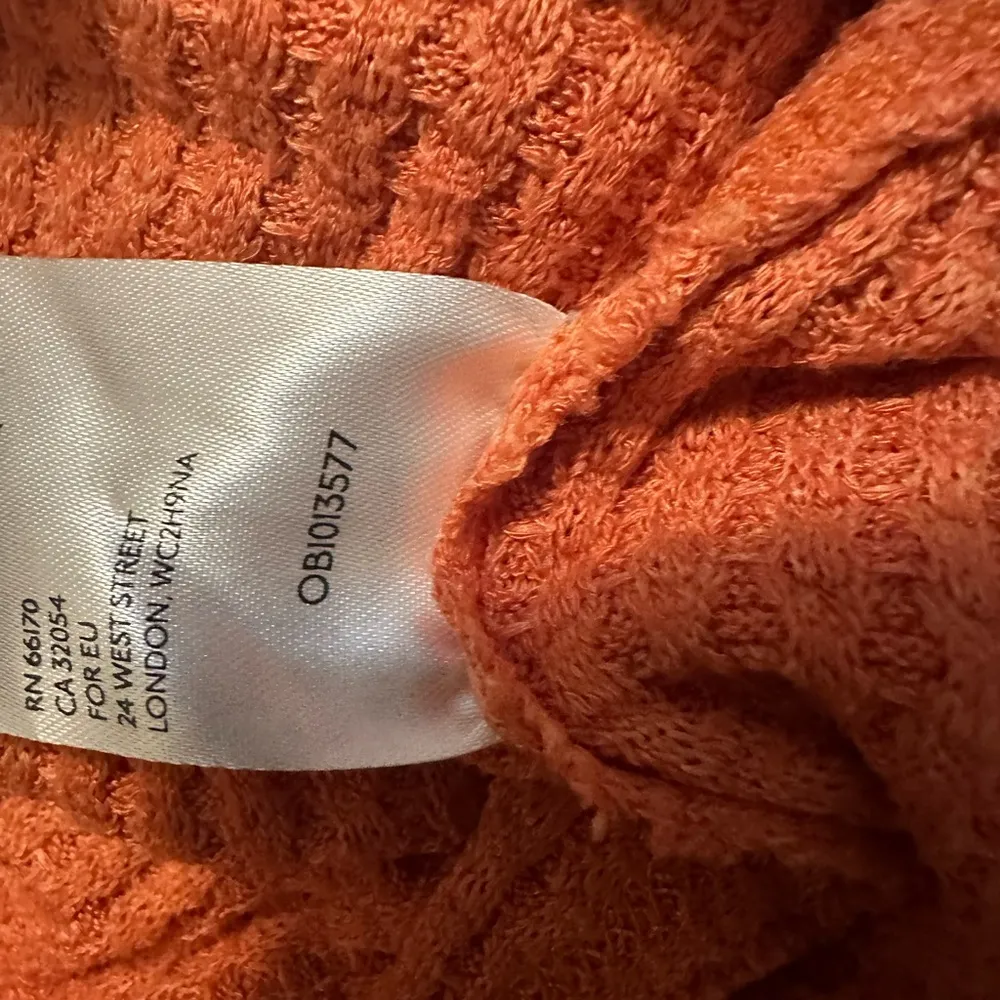 RN 66170
CA 32054
FOR EU
24 WEST STREET
LONDON, WC2H9NA
OB1013577